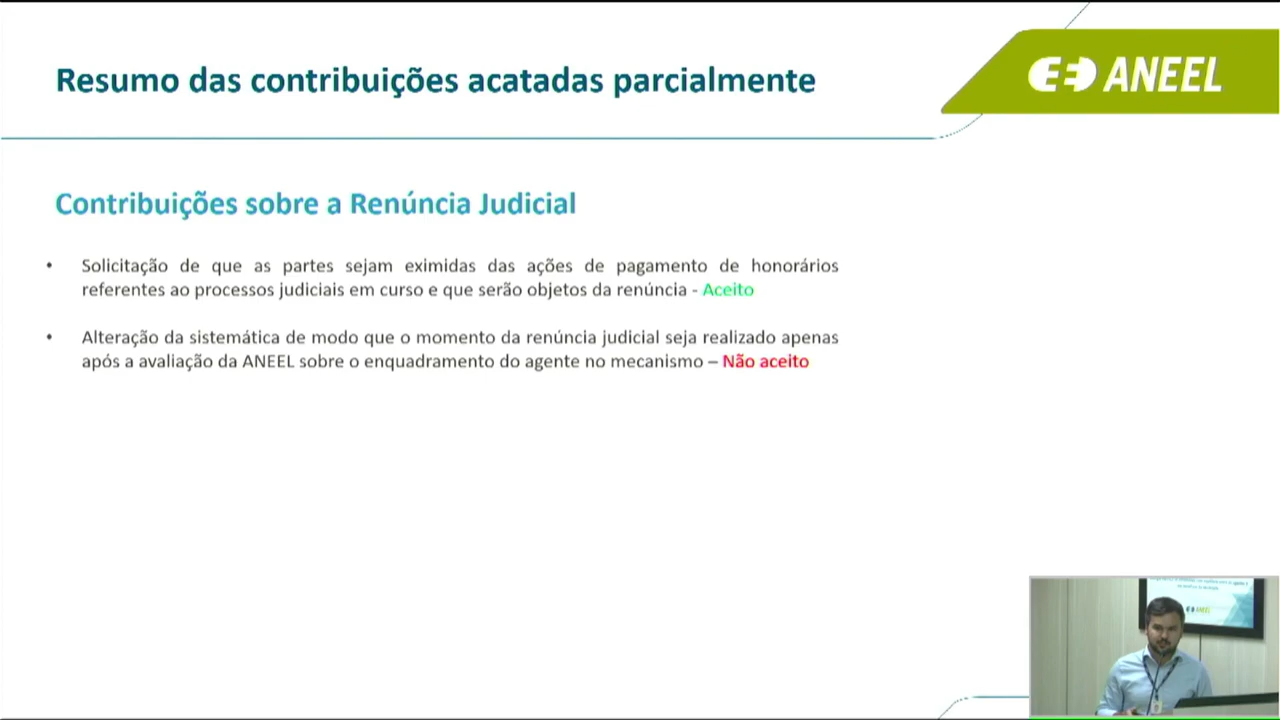 Resumo das contribuições acatadas parcialmente
ANEEL
Contribuições sobre a Renúncia Judicial
• Solicitação de que as partes sejam eximidas das ações de pagamento de honorários
referentes ao processos judiciais em curso e que serão objetos da renúncia - Aceito
• Alteração da sistemática de modo que o momento da renúncia judicial seja realizado apenas
após a avaliação da ANEEL sobre o enquadramento do agente no mecanismo – Não aceito
ANEEL